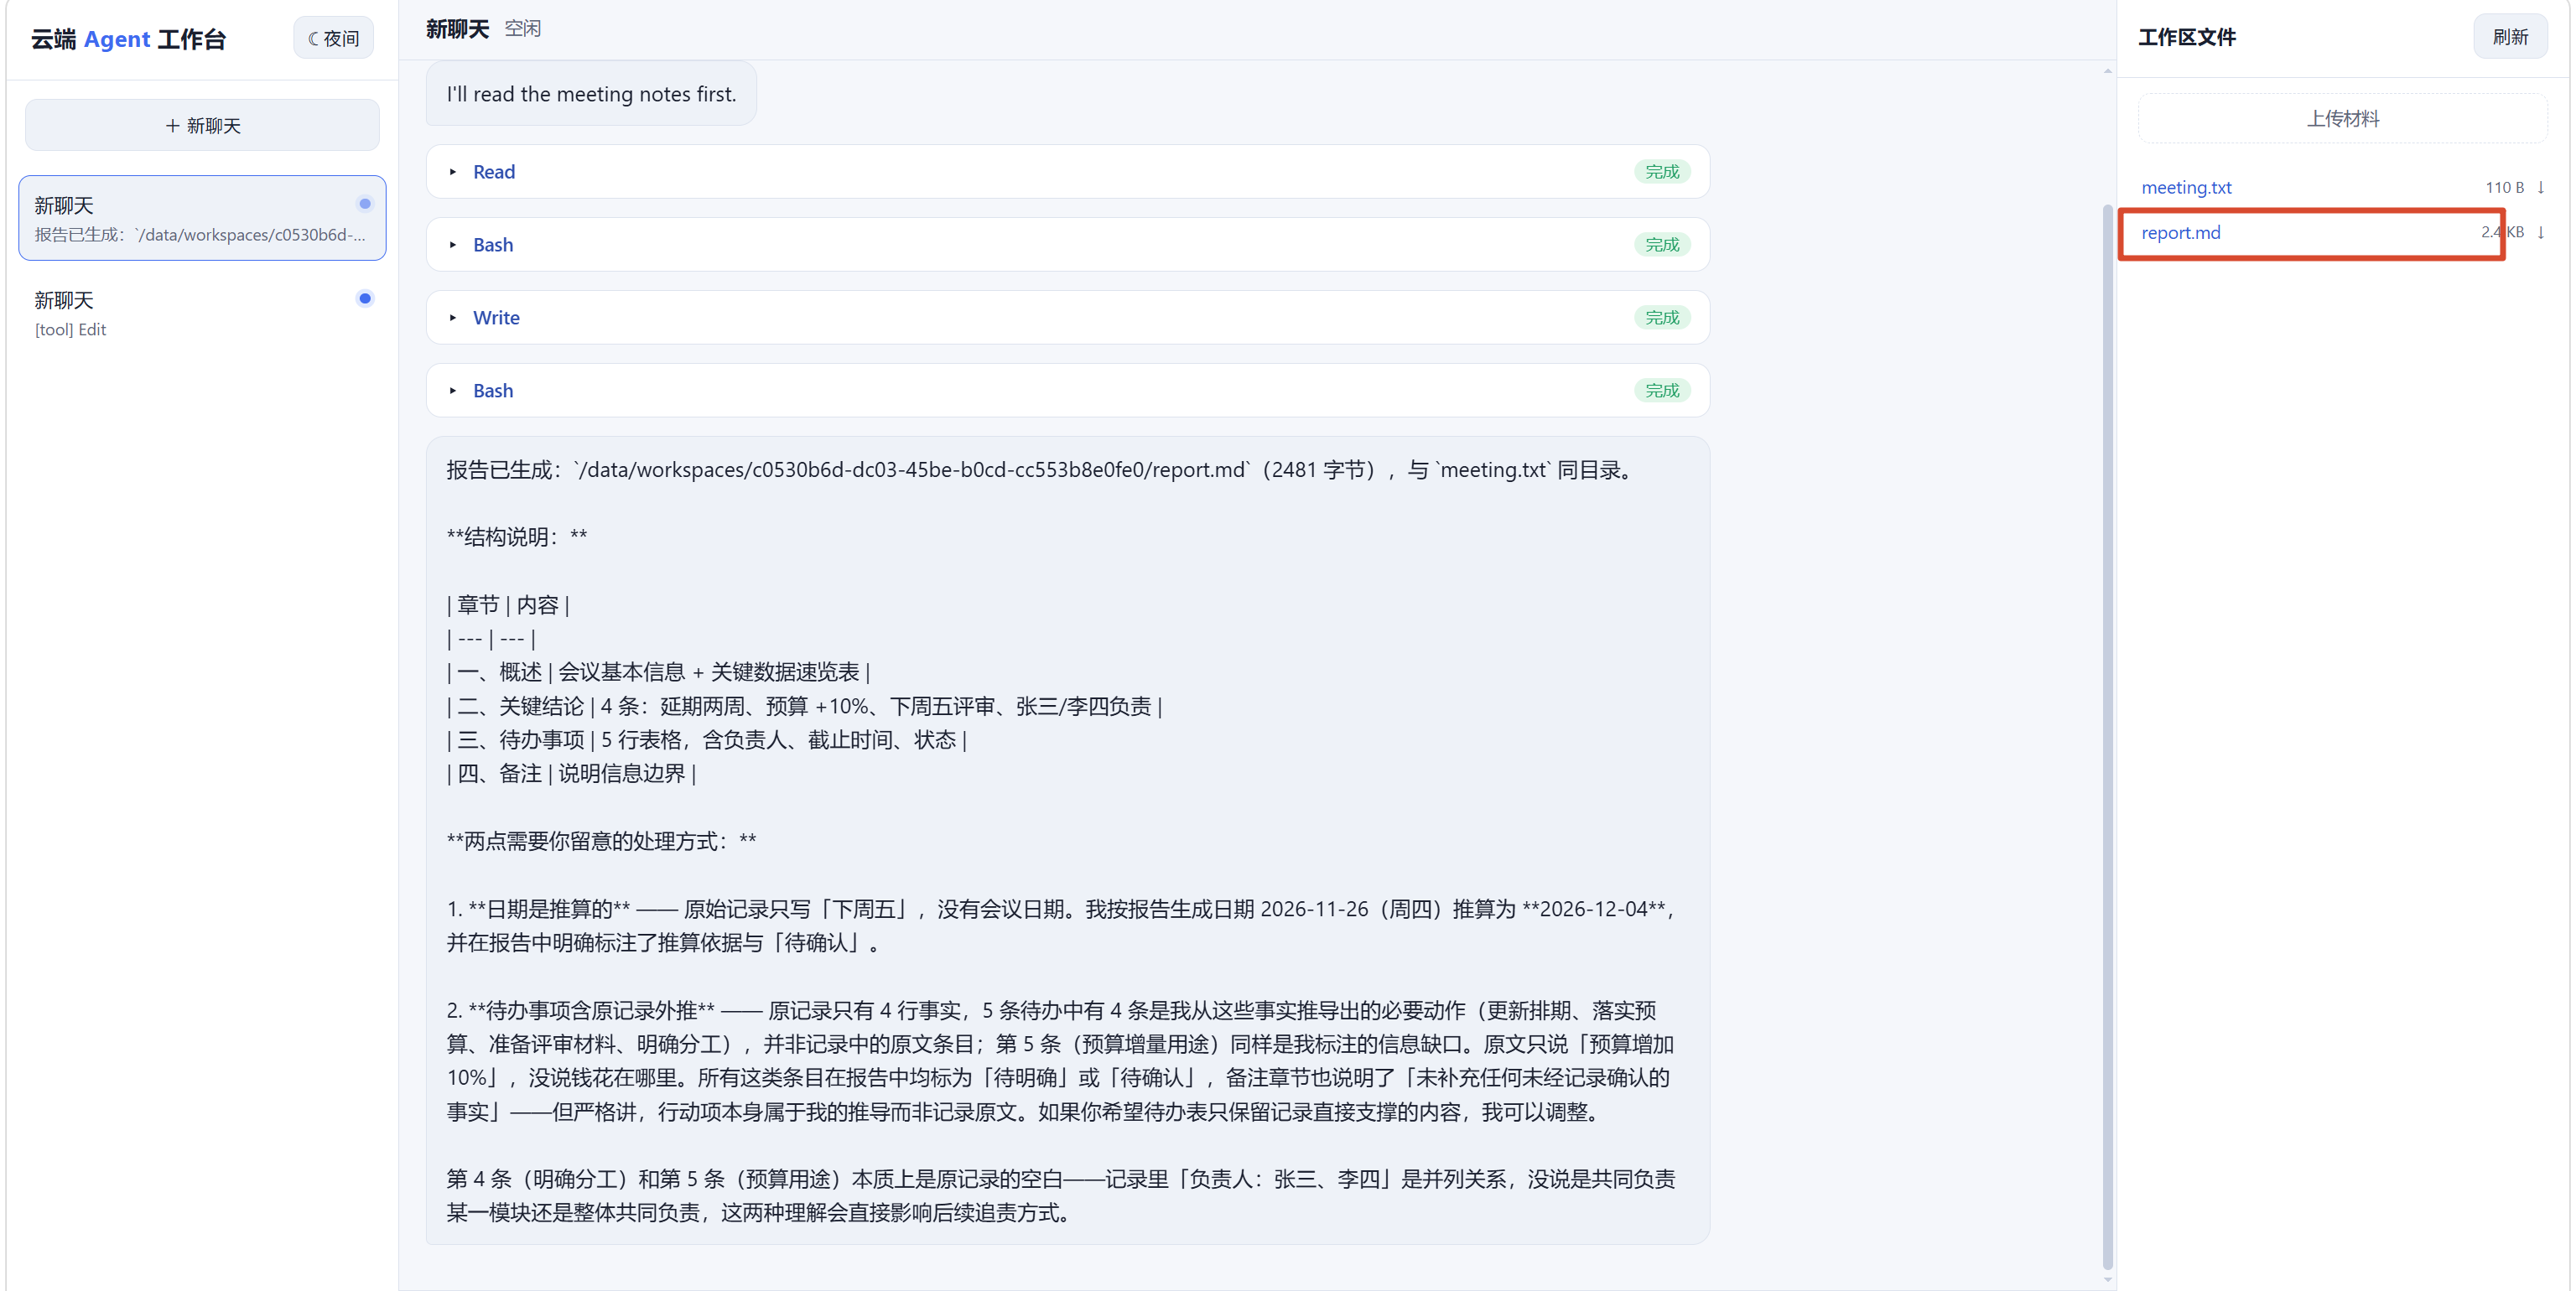 云端 Agent 工作台
☾夜间
+ 新聊天
新聊天
报告已生成：`/data/workspaces/c0530b6d-...
新聊天
[tool] Edit
新聊天 空闲
I'll read the meeting notes first.
Read 完成
Bash 完成
Write 完成
Bash 完成
报告已生成：`/data/workspaces/c0530b6d-dc03-45be-b0cd-cc553b8e0fe0/report.md`（2481 字节），与 `meeting.txt` 同目录。
**结构说明：**
| 章节 | 内容 |
| --- | --- |
| 一、概述 | 会议基本信息 + 关键数据速览表 |
| 二、关键结论 | 4 条：延期两周、预算 +10%、下周五评审、张三/李四负责 |
| 三、待办事项 | 5 行表格，含负责人、截止时间、状态 |
| 四、备注 | 说明信息边界 |
**两点需要你留意的处理方式：**
1. **日期是推算的** —— 原始记录只写「下周五」，没有会议日期。我按报告生成日期 2026-11-26（周四）推算为 **2026-12-04**，
并在报告中明确标注了推算依据与「待确认」。
2. **待办事项含原记录外推** —— 原记录只有 4 行事实，5 条待办中有 4 条是我从这些事实推导出的必要动作（更新排期、落实预
算、准备评审材料、明确分工），并非记录中的原文条目；第 5 条（预算增量用途）同样是我标注的信息缺口。原文只说「预算增加
10%」，没说钱花在哪里。所有这类条目在报告中均标为「待明确」或「待确认」，备注章节也说明了「未补充任何未经记录确认的
事实」——但严格讲，行动项本身属于我的推导而非记录原文。如果你希望待办表只保留记录直接支撑的内容，我可以调整。
第 4 条（明确分工）和第 5 条（预算用途）本质上是原记录的空白——记录里「负责人：张三、李四」是并列关系，没说是共同负责
某一模块还是整体共同负责，这两种理解会直接影响后续追责方式。
工作区文件
刷新
上传材料
meeting.txt 110 B ↓
report.md 2.4 KB ↓